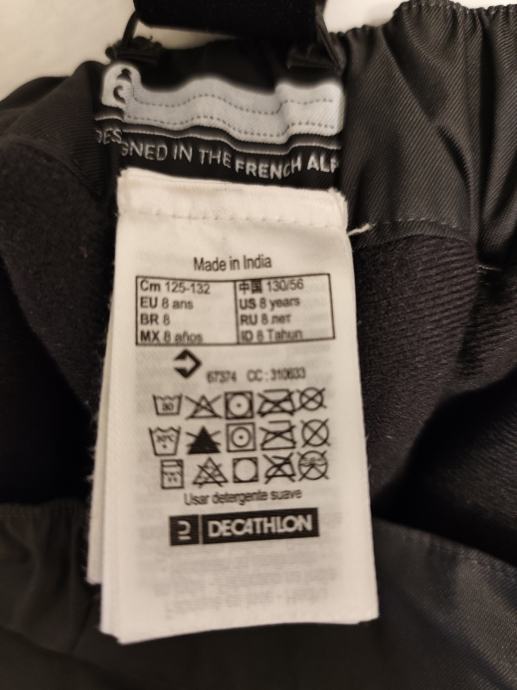 DESIGNED IN THE FRENCH ALP
Made in India
Cm 125-132 中国 130/56
EU 8 ans US 8 years
BR 8 RU 8 лет
MX 8 años ID 8 Tahun
67374 CC : 310633
30
30°C
Usar detergente suave
DECATHLON